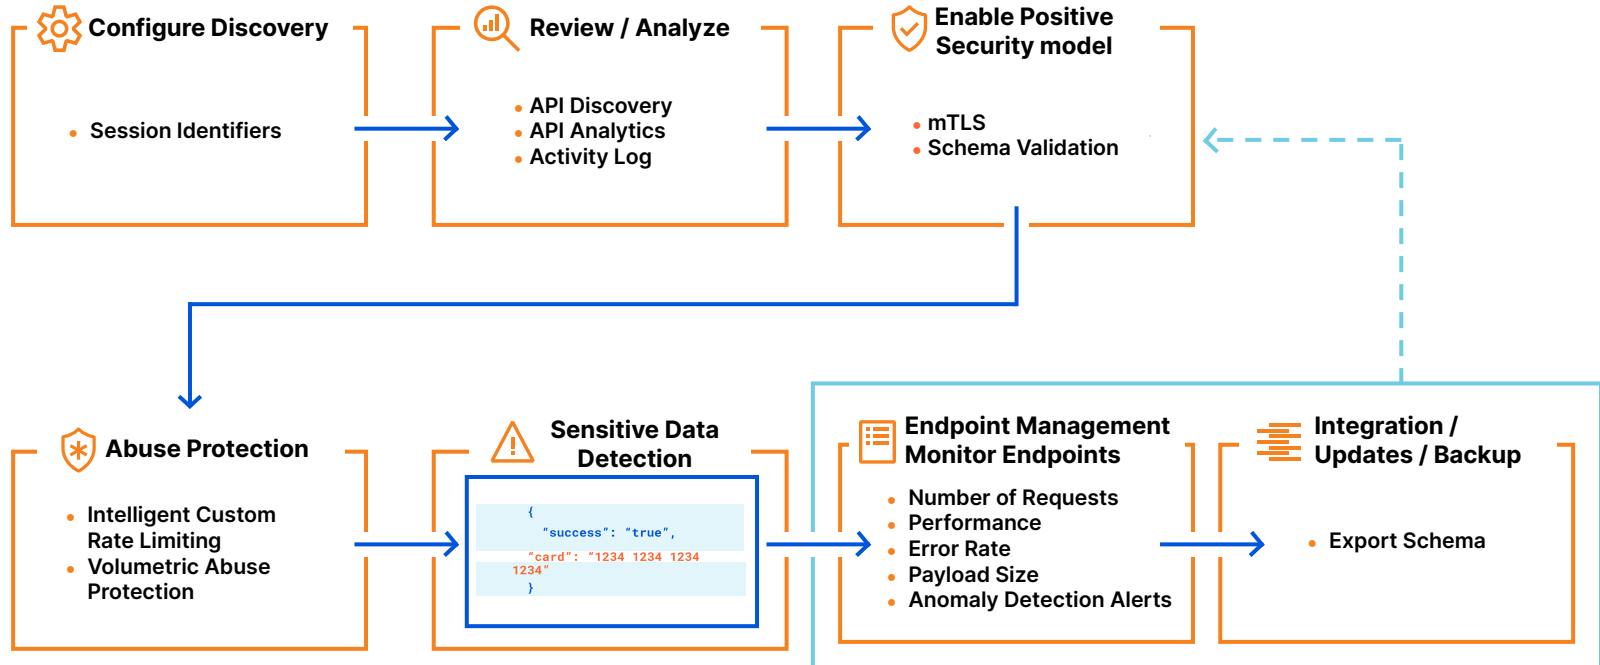 Configure Discovery
Session Identifiers
Review / Analyze
API Discovery
API Analytics
Activity Log
Enable Positive
Security model
mTLS
Schema Validation
Abuse Protection
Intelligent Custom
Rate Limiting
Volumetric Abuse
Protection
Sensitive Data
Detection
{
“success”: “true”,
“card”: “1234 1234 1234
1234”
}
Endpoint Management
Monitor Endpoints
Number of Requests
Performance
Error Rate
Payload Size
Anomaly Detection Alerts
Integration /
Updates / Backup
Export Schema